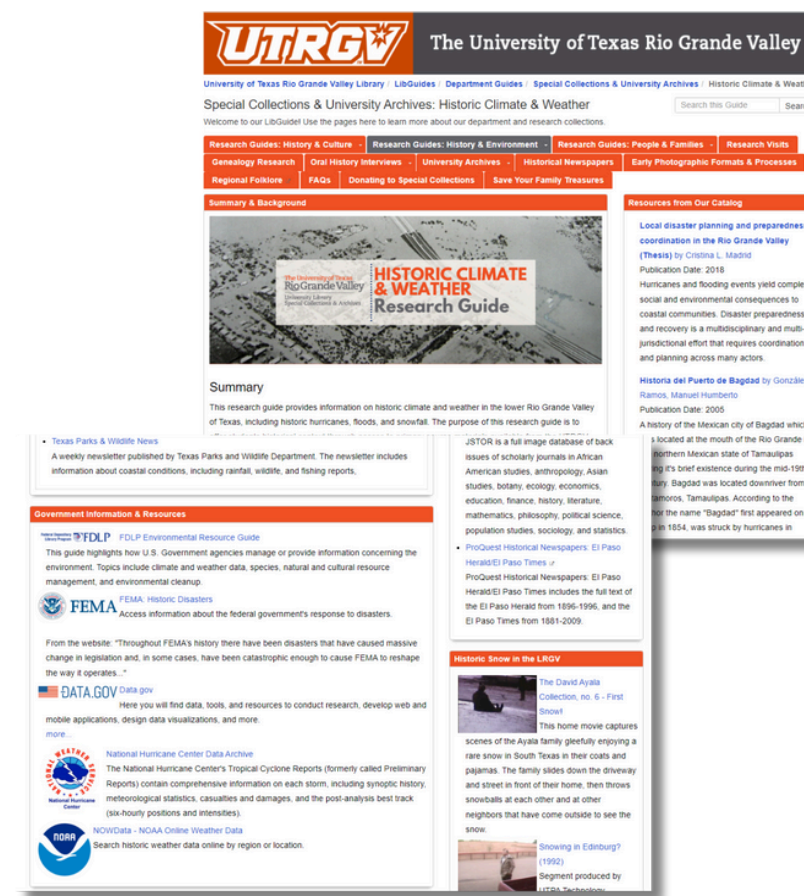 UTRGV
The University of Texas Rio Grande Valley
University of Texas Rio Grande Valley Library / LibGuides / Department Guides / Special Collections & University Archives / Historic Climate & Weath
Special Collections & University Archives: Historic Climate & Weather
Search this Guide
Sear
Welcome to our LibGuide! Use the pages here to learn more about our department and research collections.
Research Guides: History & Culture
Research Guides: History & Environment
Research Guides: People & Families
Research Visits
Genealogy Research
Oral History Interviews
University Archives
Historical Newspapers
Early Photographic Formats & Processes
Regional Folklore
FAQs
Donating to Special Collections
Save Your Family Treasures
Summary & Background
The University of Texas
Rio Grande Valley
University Library
Special Collections & Archives
HISTORIC CLIMATE
& WEATHER
Research Guide
Summary
This research guide provides information on historic climate and weather in the lower Rio Grande Valley
of Texas, including historic hurricanes, floods, and snowfall. The purpose of this research guide is to
Resources from Our Catalog
Local disaster planning and preparednes
coordination in the Rio Grande Valley
(Thesis) by Cristina L. Madrid
Publication Date: 2018
Hurricanes and flooding events yield comple
social and environmental consequences to
coastal communities. Disaster preparedness
and recovery is a multidisciplinary and multi-
jurisdictional effort that requires coordination
and planning across many actors.
Historia del Puerto de Bagdad by Gonzále
Ramos, Manuel Humberto
Publication Date: 2005
A history of the Mexican city of Bagdad whic
s located at the mouth of the Rio Grande
northern Mexican state of Tamaulipas
ng it's brief existence during the mid-19th
tury. Bagdad was located downriver from
amoros, Tamaulipas. According to the
hor the name "Bagdad" first appeared on
p in 1854, was struck by hurricanes in
Texas Parks & Wildlife News
A weekly newsletter published by Texas Parks and Wildlife Department. The newsletter includes
information about coastal conditions, including rainfall, wildlife, and fishing reports,
Government Information & Resources
FDLP
FDLP Environmental Resource Guide
This guide highlights how U.S. Government agencies manage or provide information concerning the
environment. Topics include climate and weather data, species, natural and cultural resource
management, and environmental cleanup.
FEMA
FEMA: Historic Disasters
Access information about the federal government's response to disasters.
From the website: "Throughout FEMA's history there have been disasters that have caused massive
change in legislation and, in some cases, have been catastrophic enough to cause FEMA to reshape
the way it operates..."
DATA.GOV
Data.gov
Here you will find data, tools, and resources to conduct research, develop web and
mobile applications, design data visualizations, and more.
more...
NATIONAL WEATHER SERVICE
National Hurricane
Center
National Hurricane Center Data Archive
The National Hurricane Center's Tropical Cyclone Reports (formerly called Preliminary
Reports) contain comprehensive information on each storm, including synoptic history,
meteorological statistics, casualties and damages, and the post-analysis best track
(six-hourly positions and intensities).
NOAA
NOWData - NOAA Online Weather Data
Search historic weather data online by region or location.
JSTOR is a full image database of back
issues of scholarly journals in African
American studies, anthropology, Asian
studies, botany, ecology, economics,
education, finance, history, literature,
mathematics, philosophy, political science,
population studies, sociology, and statistics.
ProQuest Historical Newspapers: El Paso
Herald/El Paso Times
ProQuest Historical Newspapers: El Paso
Herald/El Paso Times includes the full text of
the El Paso Herald from 1896-1996, and the
El Paso Times from 1881-2009.
Historic Snow in the LRGV
The David Ayala
Collection, no. 6 - First
Snow!
This home movie captures
scenes of the Ayala family gleefully enjoying a
rare snow in South Texas in their coats and
pajamas. The family slides down the driveway
and street in front of their home, then throws
snowballs at each other and at other
neighbors that have come outside to see the
snow.
Snowing in Edinburg?
(1992)
Segment produced by
UTPA Technology